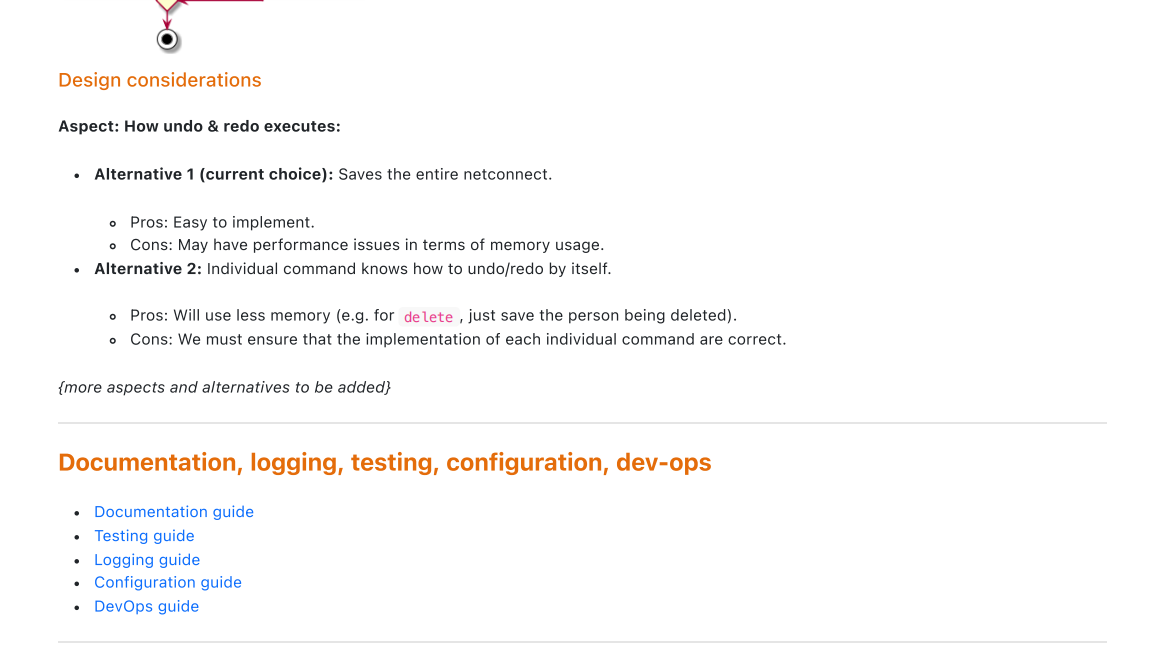 Design considerations
Aspect: How undo & redo executes:
Alternative 1 (current choice): Saves the entire netconnect.
Pros: Easy to implement.
Cons: May have performance issues in terms of memory usage.
Alternative 2: Individual command knows how to undo/redo by itself.
Pros: Will use less memory (e.g. for delete , just save the person being deleted).
Cons: We must ensure that the implementation of each individual command are correct.
{more aspects and alternatives to be added}
Documentation, logging, testing, configuration, dev-ops
Documentation guide
Testing guide
Logging guide
Configuration guide
DevOps guide